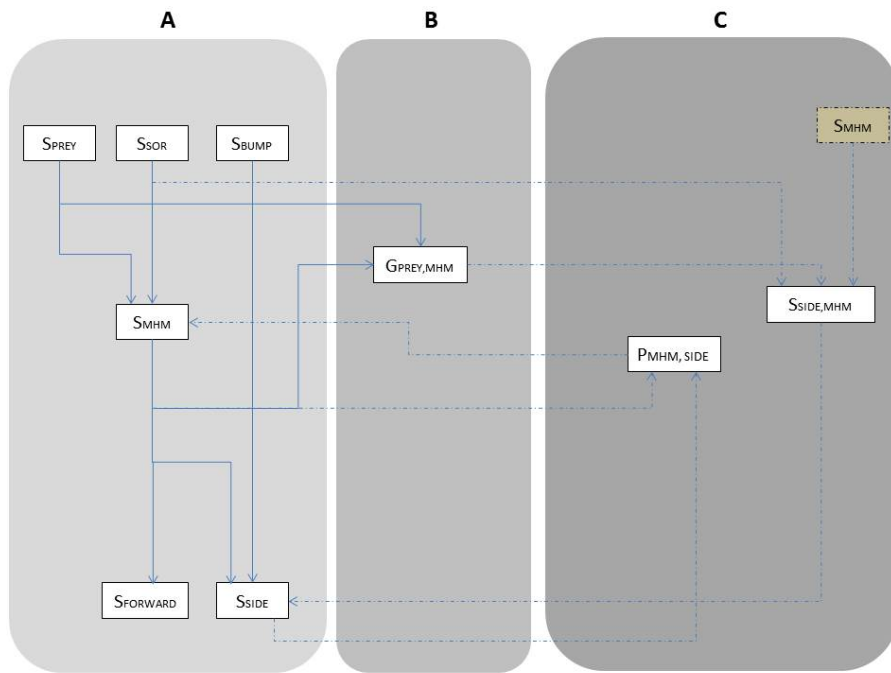 A B C
SMHM
SPREY SSOR SBUMP
GPREY,MHM
SSIDE,MHM
SMHM
PMHM, SIDE
SFORWARD SSIDE